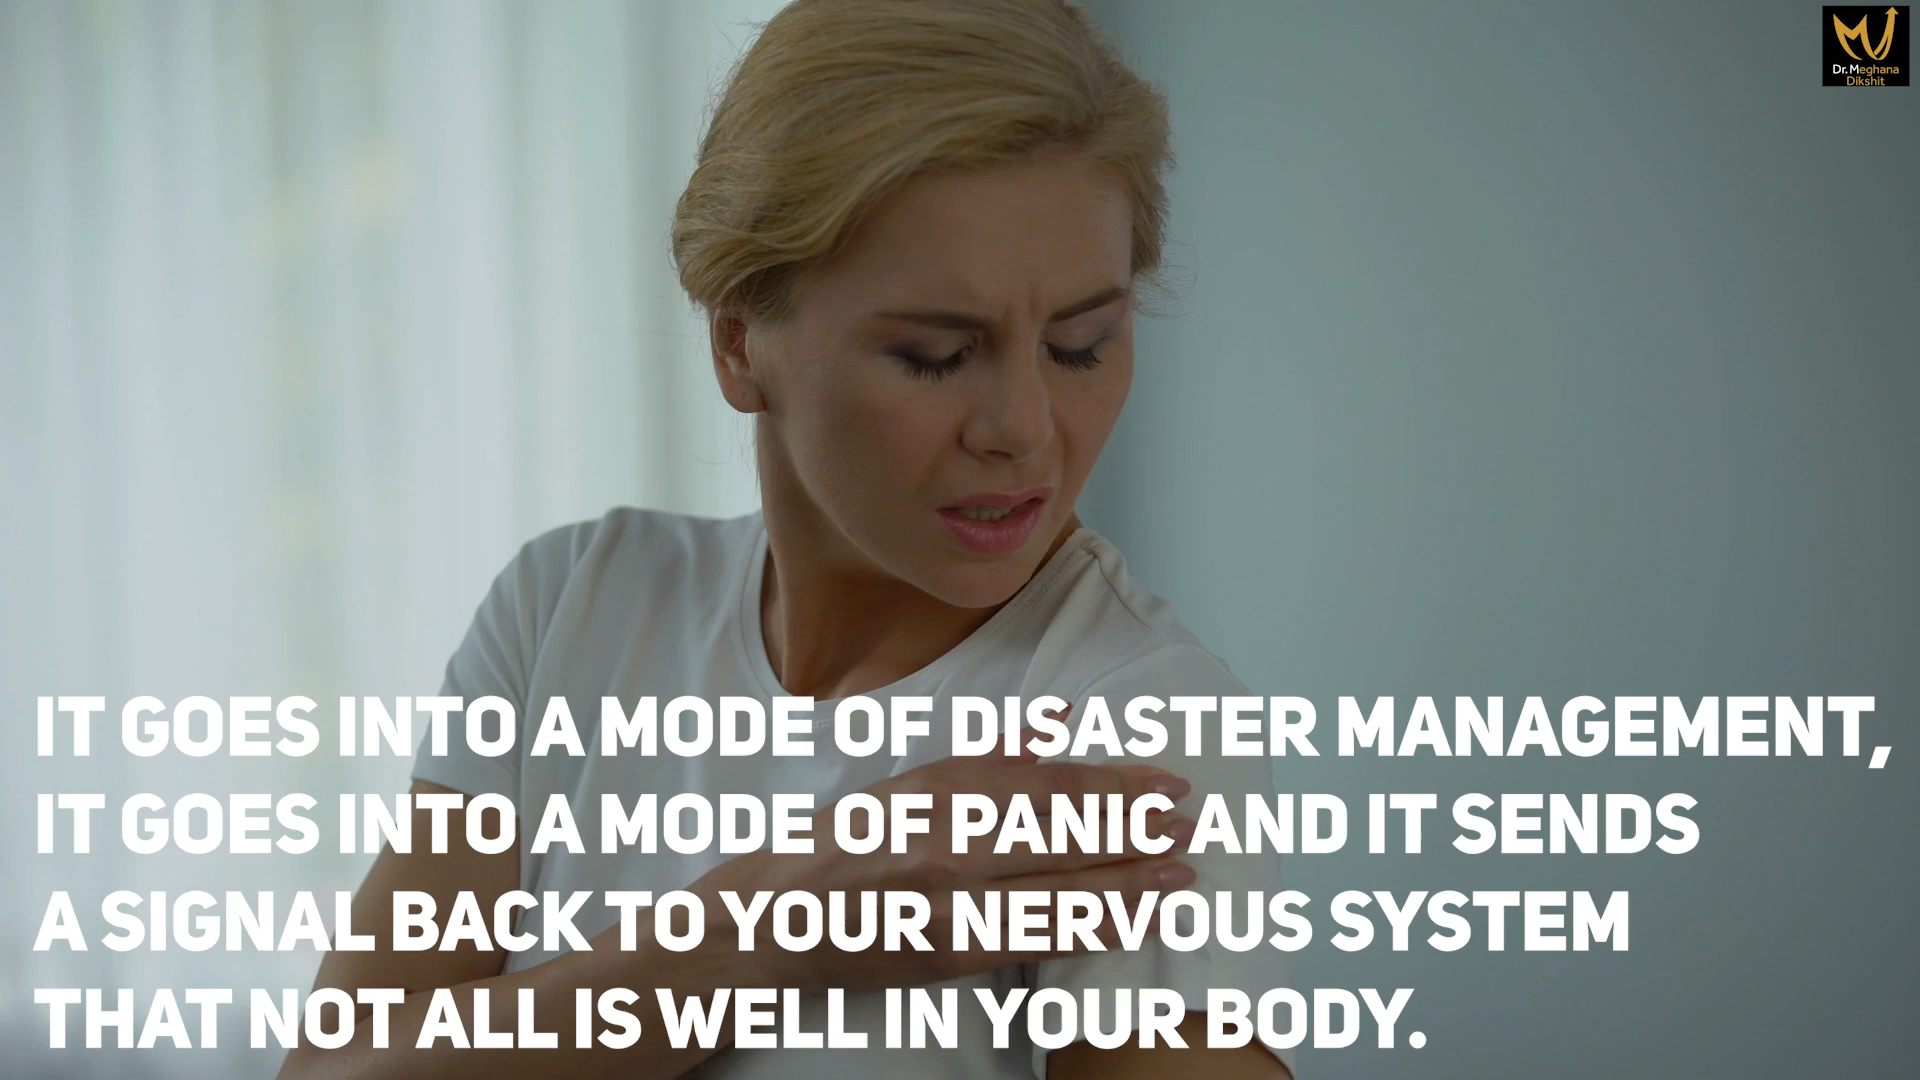 Dr. Meghana
Dikshit
IT GOES INTO A MODE OF DISASTER MANAGEMENT,
IT GOES INTO A MODE OF PANIC AND IT SENDS
A SIGNAL BACK TO YOUR NERVOUS SYSTEM
THAT NOT ALL IS WELL IN YOUR BODY.